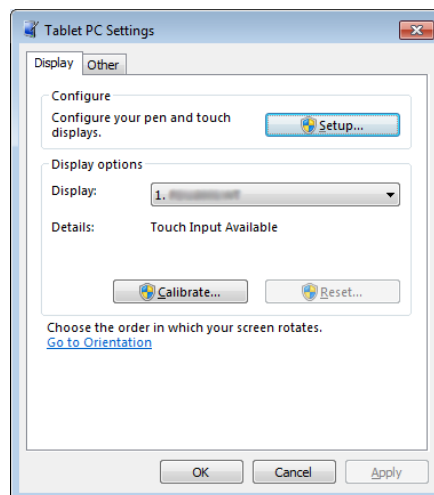 Tablet PC Settings
Display Other
Configure
Configure your pen and touch
displays.
Setup...
Display options
Display: 1.
Details: Touch Input Available
Calibrate... Reset...
Choose the order in which your screen rotates.
Go to Orientation
OK Cancel Apply